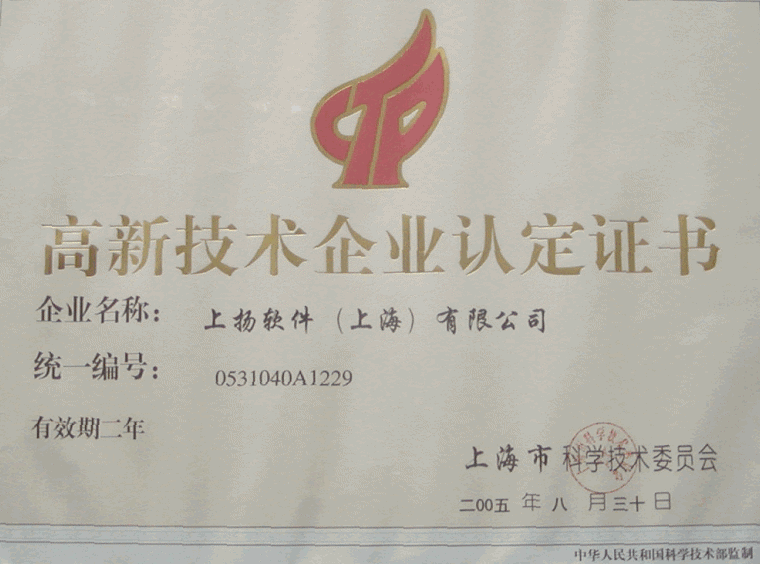 高新技术企业认定证书
企业名称： 上扬软件（上海）有限公司
统一编号： 0531040A1229
有效期二年
上海市科学技术委员会
二00五 年 八 月 三十 日
中华人民共和国科学技术部监制